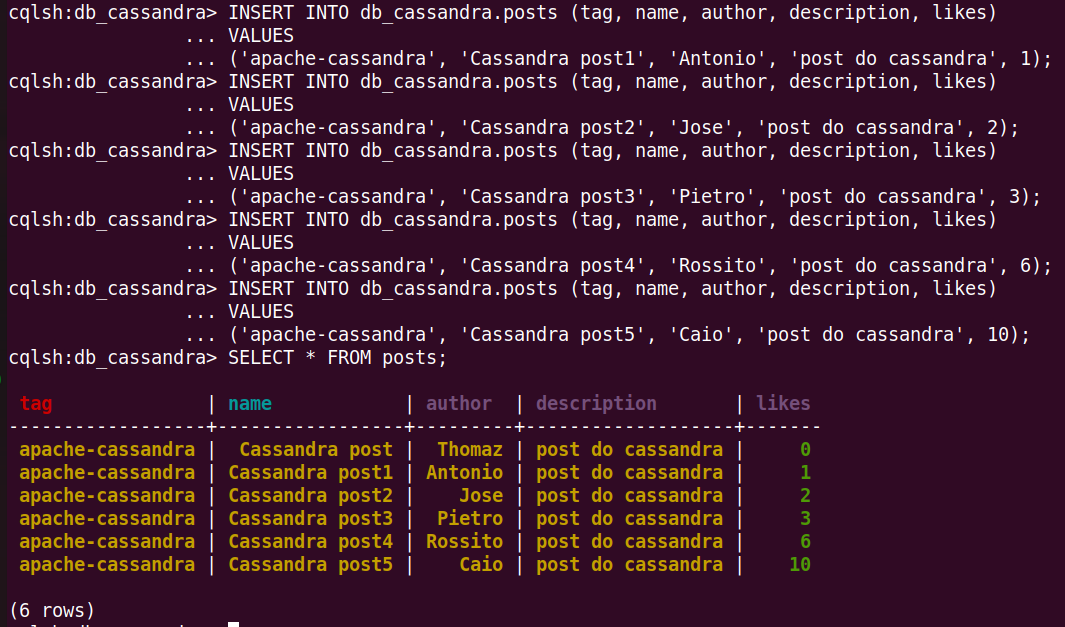 cqlsh:db_cassandra> INSERT INTO db_cassandra.posts (tag, name, author, description, likes)
                ... VALUES
                ... ('apache-cassandra', 'Cassandra post1', 'Antonio', 'post do cassandra', 1);
cqlsh:db_cassandra> INSERT INTO db_cassandra.posts (tag, name, author, description, likes)
                ... VALUES
                ... ('apache-cassandra', 'Cassandra post2', 'Jose', 'post do cassandra', 2);
cqlsh:db_cassandra> INSERT INTO db_cassandra.posts (tag, name, author, description, likes)
                ... VALUES
                ... ('apache-cassandra', 'Cassandra post3', 'Pietro', 'post do cassandra', 3);
cqlsh:db_cassandra> INSERT INTO db_cassandra.posts (tag, name, author, description, likes)
                ... VALUES
                ... ('apache-cassandra', 'Cassandra post4', 'Rossito', 'post do cassandra', 6);
cqlsh:db_cassandra> INSERT INTO db_cassandra.posts (tag, name, author, description, likes)
                ... VALUES
                ... ('apache-cassandra', 'Cassandra post5', 'Caio', 'post do cassandra', 10);
cqlsh:db_cassandra> SELECT * FROM posts;
 tag              | name            | author  | description       | likes
------------------+-----------------+---------+-------------------+-------
 apache-cassandra |  Cassandra post |  Thomaz | post do cassandra |     0
 apache-cassandra | Cassandra post1 | Antonio | post do cassandra |     1
 apache-cassandra | Cassandra post2 |    Jose | post do cassandra |     2
 apache-cassandra | Cassandra post3 |  Pietro | post do cassandra |     3
 apache-cassandra | Cassandra post4 | Rossito | post do cassandra |     6
 apache-cassandra | Cassandra post5 |    Caio | post do cassandra |    10
(6 rows)